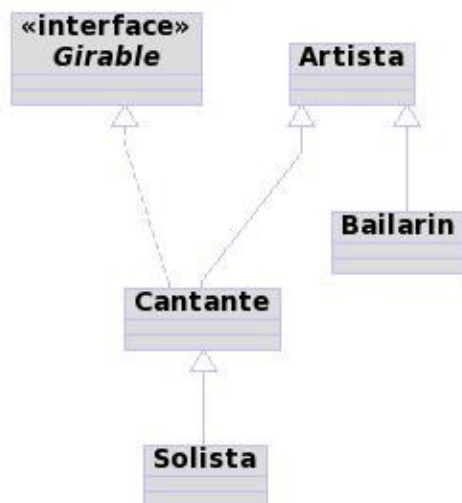 «interface»
Girable
Artista
Bailarin
Cantante
Solista